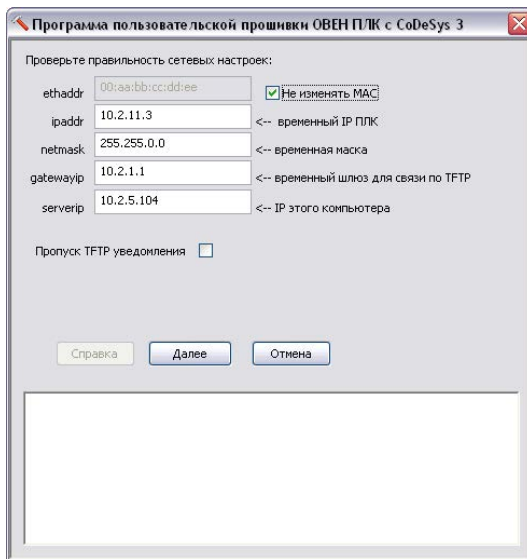 Программа пользовательской прошивки ОВЕН ПЛК с CoDeSys 3
Проверьте правильность сетевых настроек:
ethaddr 00:aa:bb:cc:dd:ee Не изменять MAC
ipaddr 10.2.11.3 <-- временный IP ПЛК
netmask 255.255.0.0 <-- временная маска
gatewayip 10.2.1.1 <-- временный шлюз для связи по TFTP
serverip 10.2.5.104 <-- IP этого компьютера
Пропуск TFTP уведомления
Справка Далее Отмена